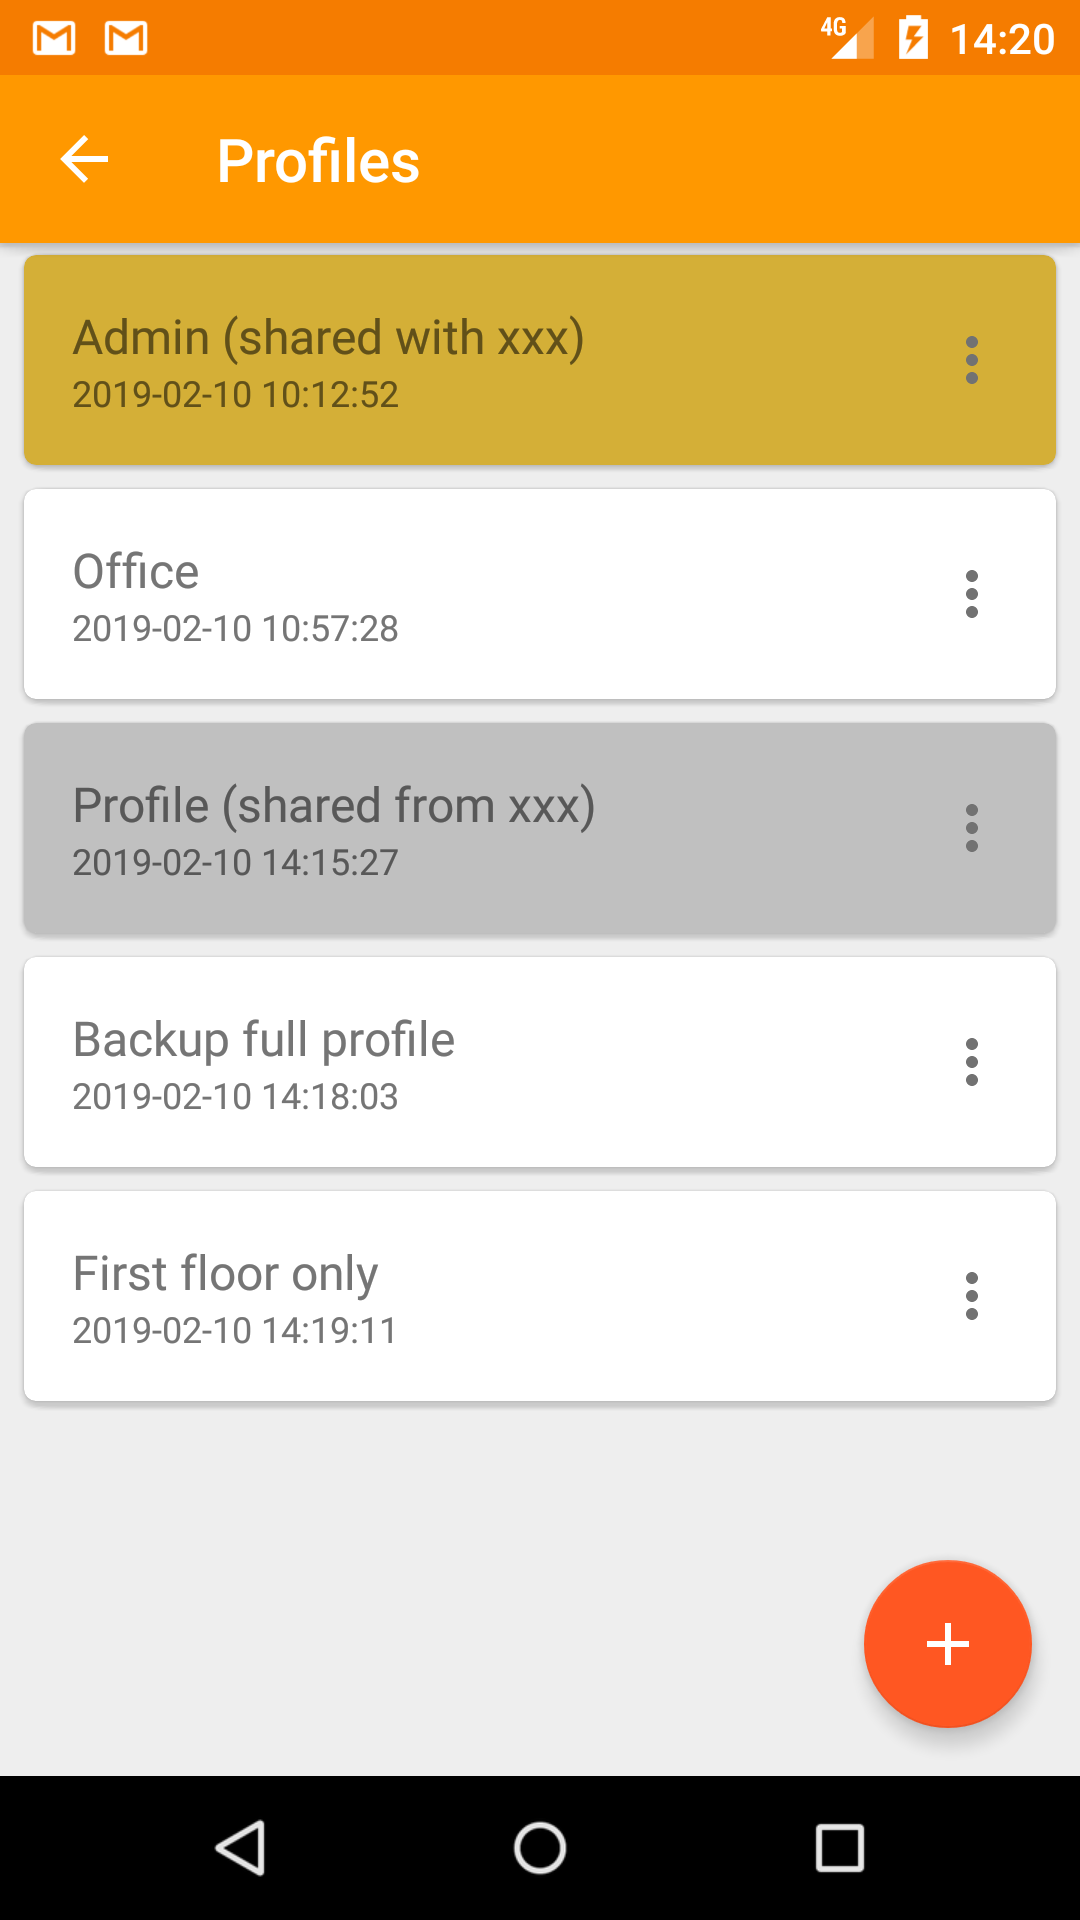 4G 14:20
Profiles
Admin (shared with xxx)
2019-02-10 10:12:52
Office
2019-02-10 10:57:28
Profile (shared from xxx)
2019-02-10 14:15:27
Backup full profile
2019-02-10 14:18:03
First floor only
2019-02-10 14:19:11